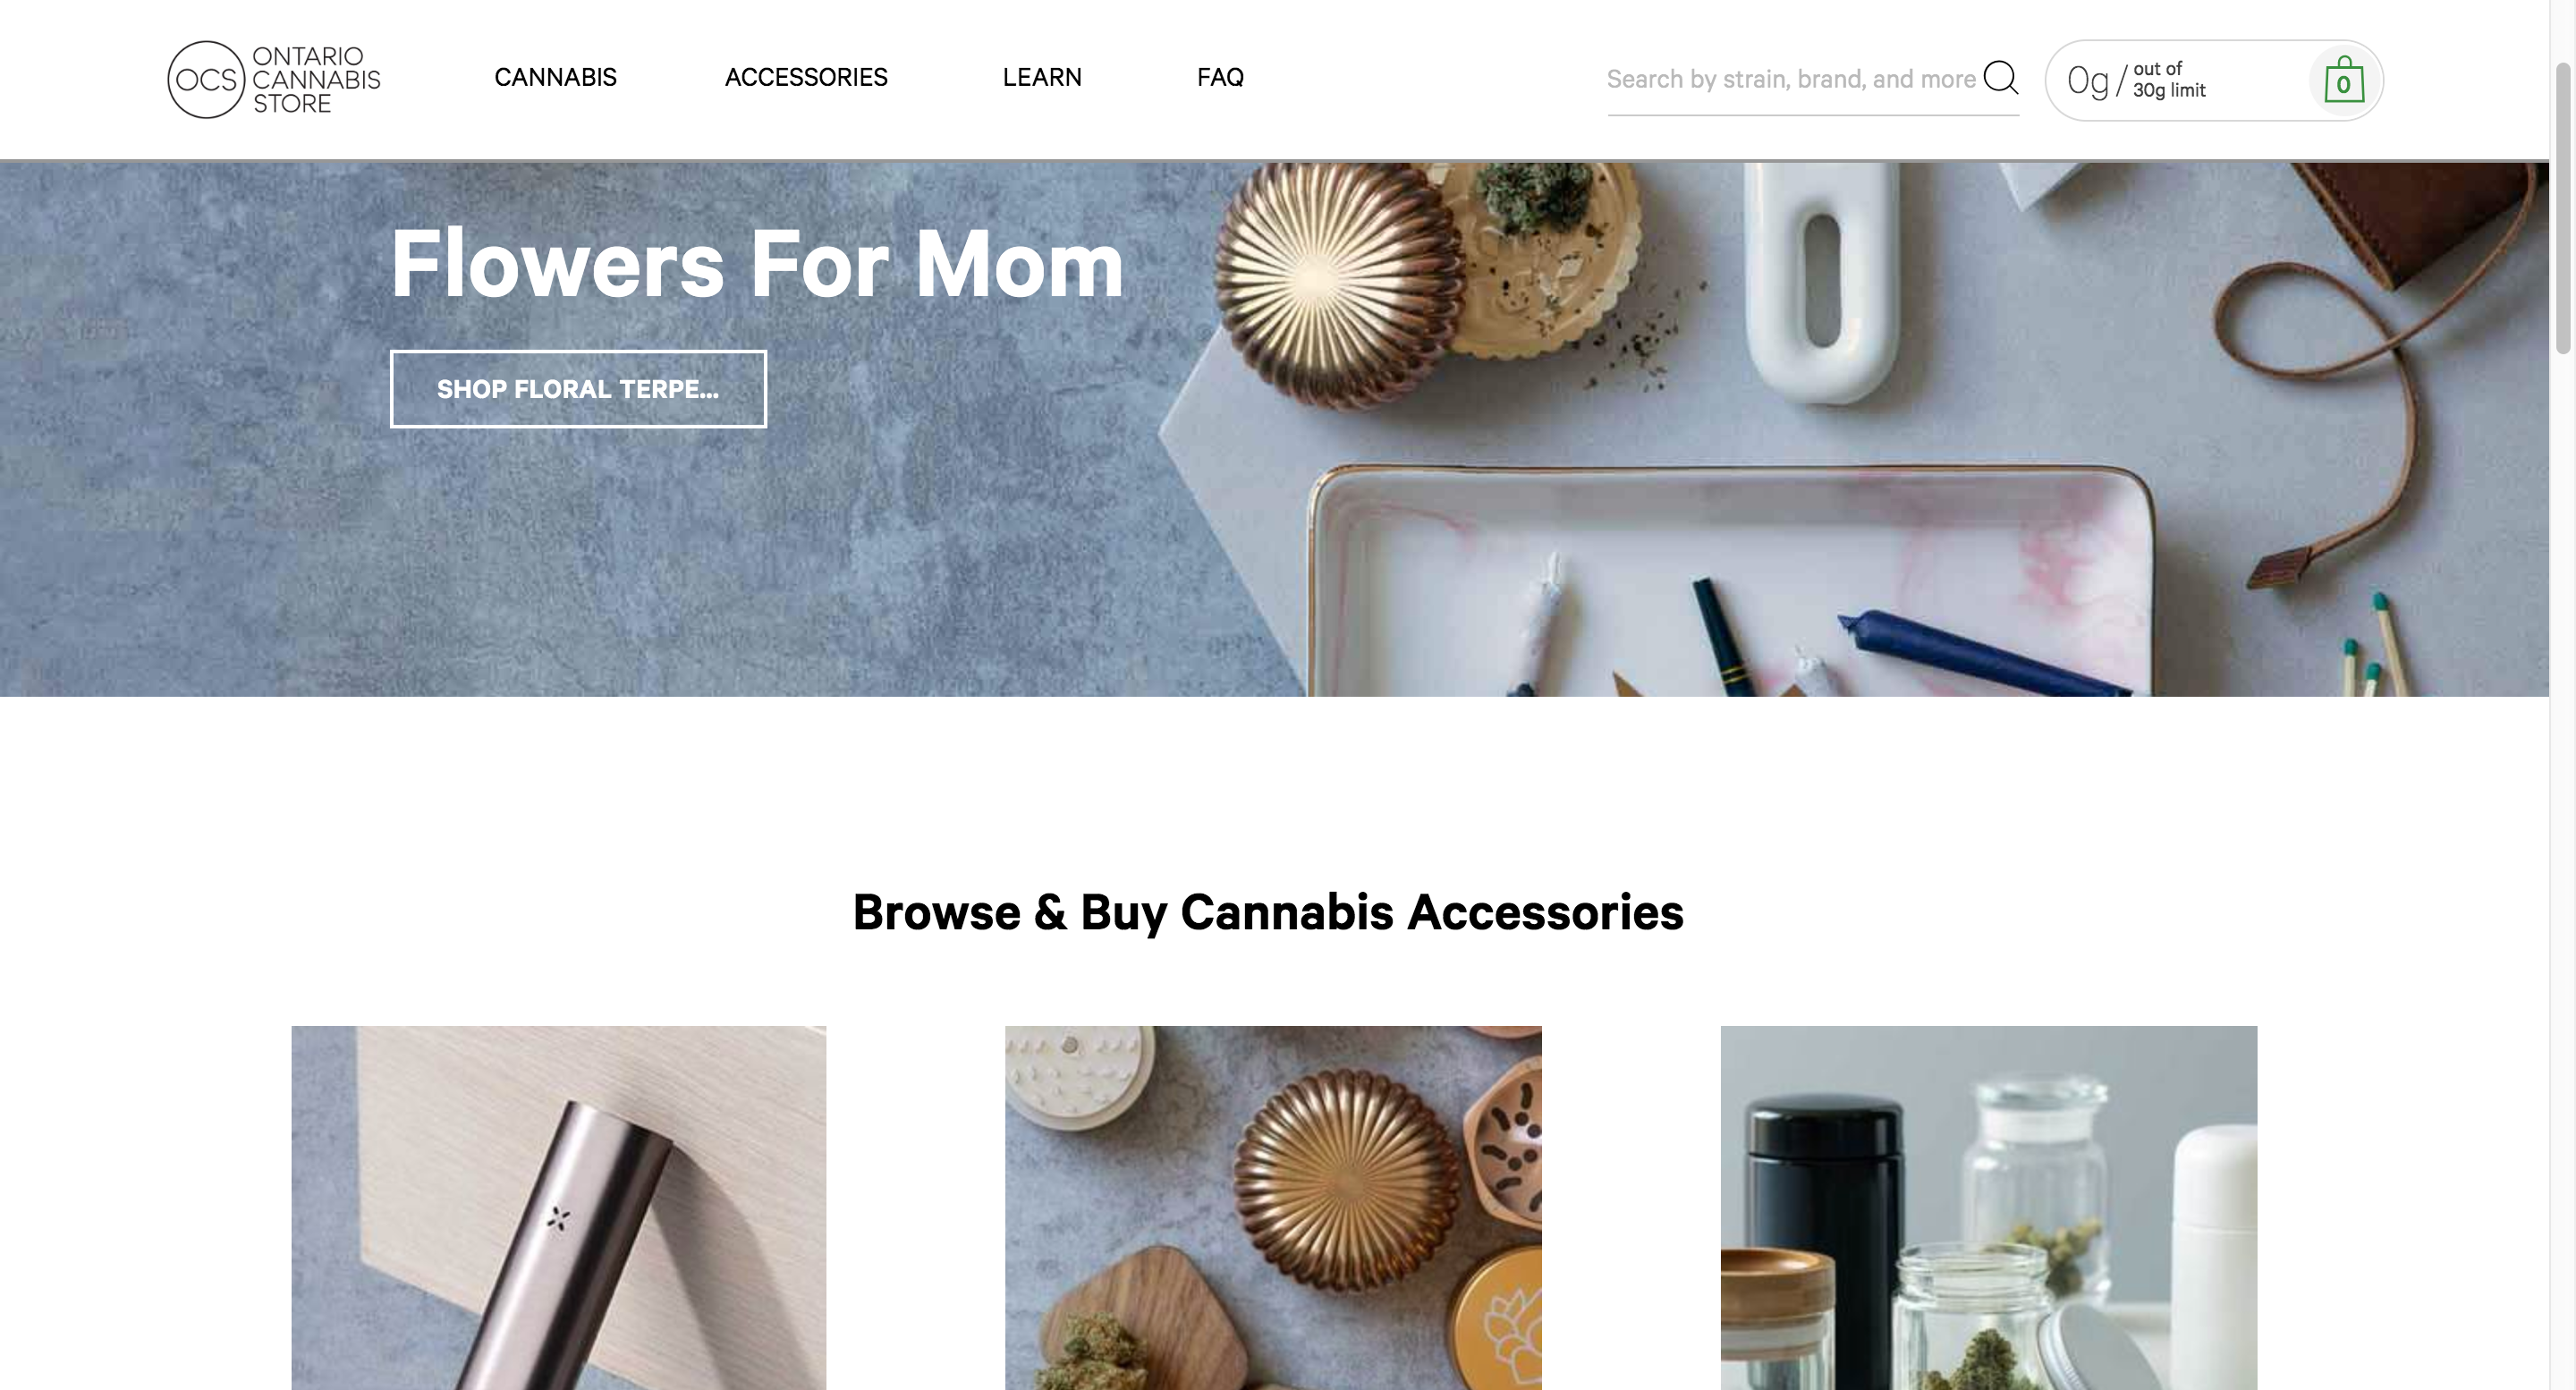 OCS
ONTARIO
CANNABIS
STORE
CANNABIS
ACCESSORIES
LEARN
FAQ
Search by strain, brand, and more
0g / out of
30g limit
0
Flowers For Mom
SHOP FLORAL TERPE...
Browse & Buy Cannabis Accessories